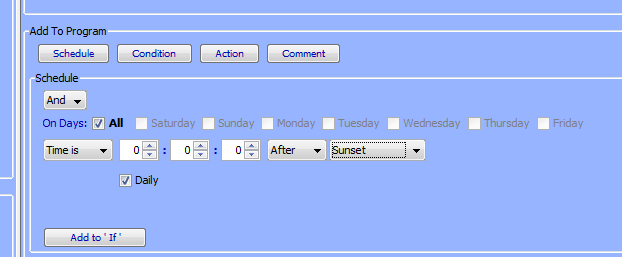 Add To Program
Schedule Condition Action Comment
Schedule
And
On Days: All Saturday Sunday Monday Tuesday Wednesday Thursday Friday
Time is 0 : 0 : 0 After Sunset
Daily
Add to ' If '